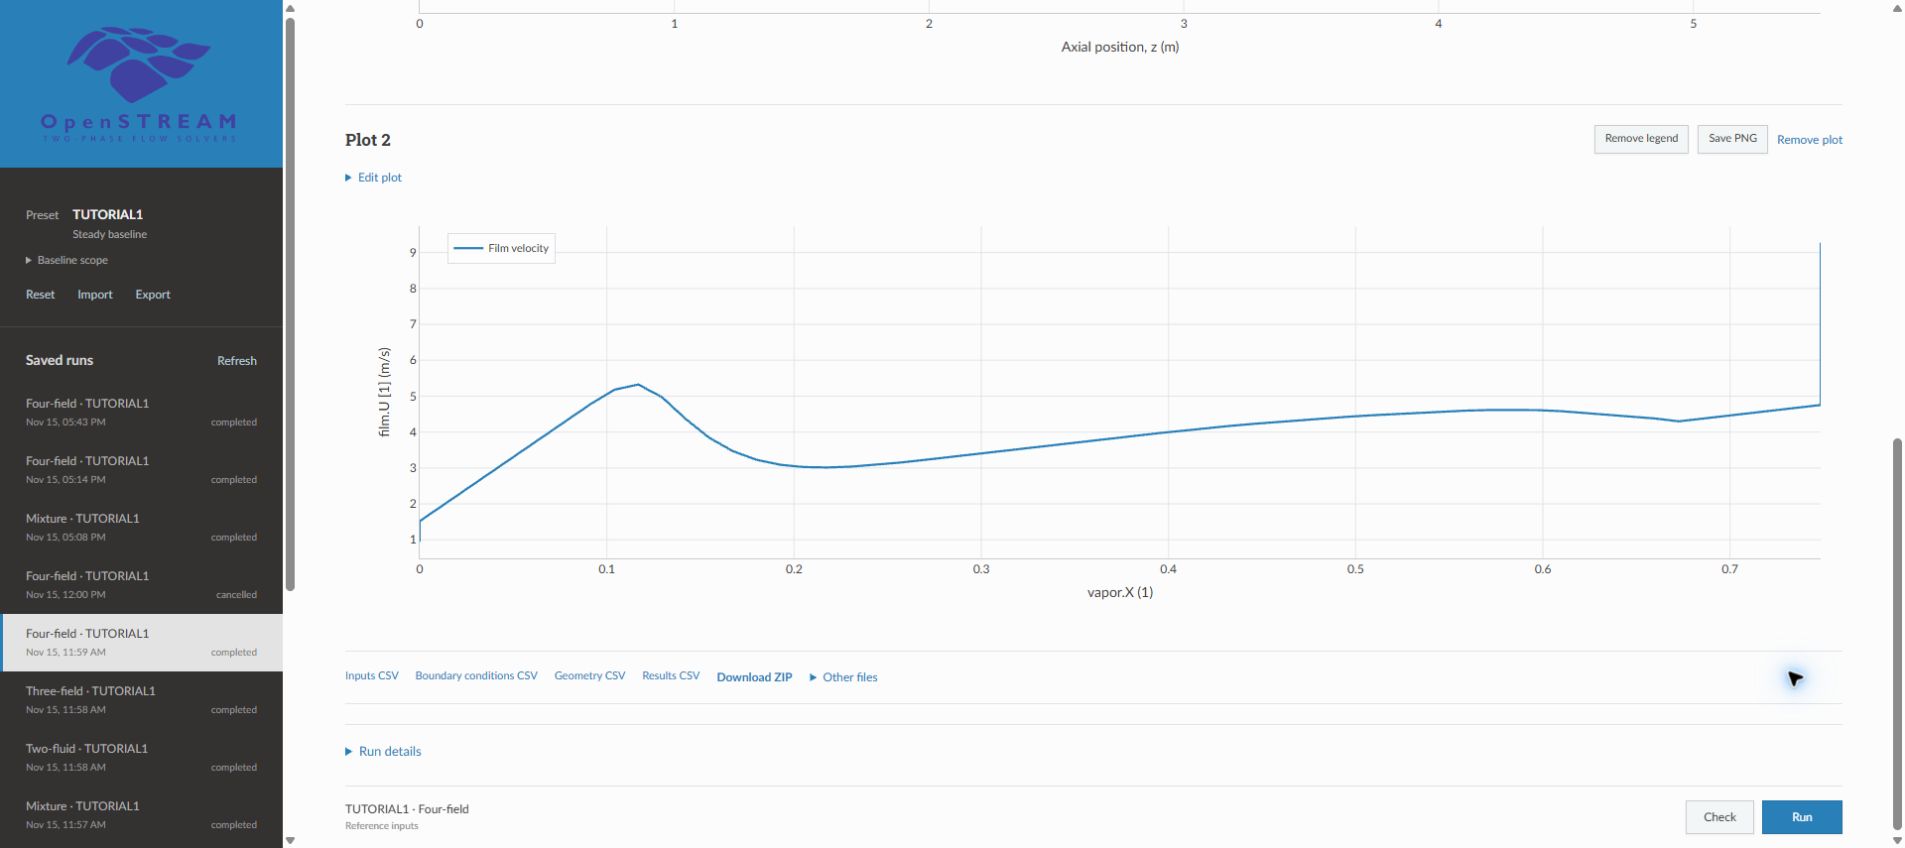 OpenSTREAM
TWO-PHASE FLOW SOLVERS
Preset TUTORIAL1
Steady baseline
Baseline scope
Reset Import Export
Saved runs Refresh
Four-field · TUTORIAL1
Nov 15, 05:43 PM completed
Four-field · TUTORIAL1
Nov 15, 05:14 PM completed
Mixture · TUTORIAL1
Nov 15, 05:08 PM completed
Four-field · TUTORIAL1
Nov 15, 12:00 PM cancelled
Four-field · TUTORIAL1
Nov 15, 11:59 AM completed
Three-field · TUTORIAL1
Nov 15, 11:58 AM completed
Two-fluid · TUTORIAL1
Nov 15, 11:58 AM completed
Mixture · TUTORIAL1
Nov 15, 11:57 AM completed
0 1 2 3 4 5
Axial position, z (m)
Plot 2 Remove legend Save PNG Remove plot
Edit plot
Film velocity
9
8
7
6
5
4
3
2
1
film.U [1] (m/s)
0 0.1 0.2 0.3 0.4 0.5 0.6 0.7
vapor.X (1)
Inputs CSV Boundary conditions CSV Geometry CSV Results CSV Download ZIP Other files
Run details
TUTORIAL1 · Four-field
Reference inputs
Check Run